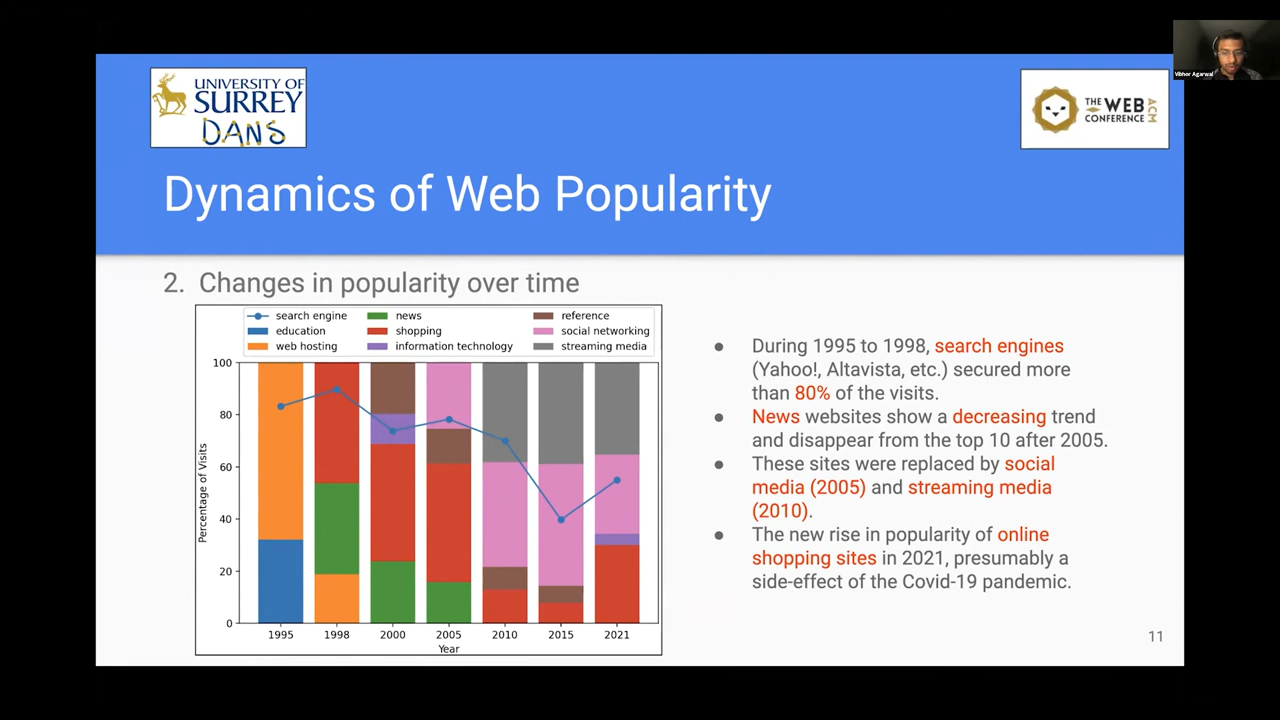 UNIVERSITY OF
SURREY
DANS
THE WEB
CONFERENCE
ACM
Vibhor Agarwal
Dynamics of Web Popularity
2. Changes in popularity over time
search engine
education
web hosting
news
shopping
information technology
reference
social networking
streaming media
100
80
60
40
20
0
Percentage of Visits
1995 1998 2000 2005 2010 2015 2021
Year
● During 1995 to 1998, search engines
(Yahoo!, Altavista, etc.) secured more
than 80% of the visits.
● News websites show a decreasing trend
and disappear from the top 10 after 2005.
● These sites were replaced by social
media (2005) and streaming media
(2010).
● The new rise in popularity of online
shopping sites in 2021, presumably a
side-effect of the Covid-19 pandemic.
11